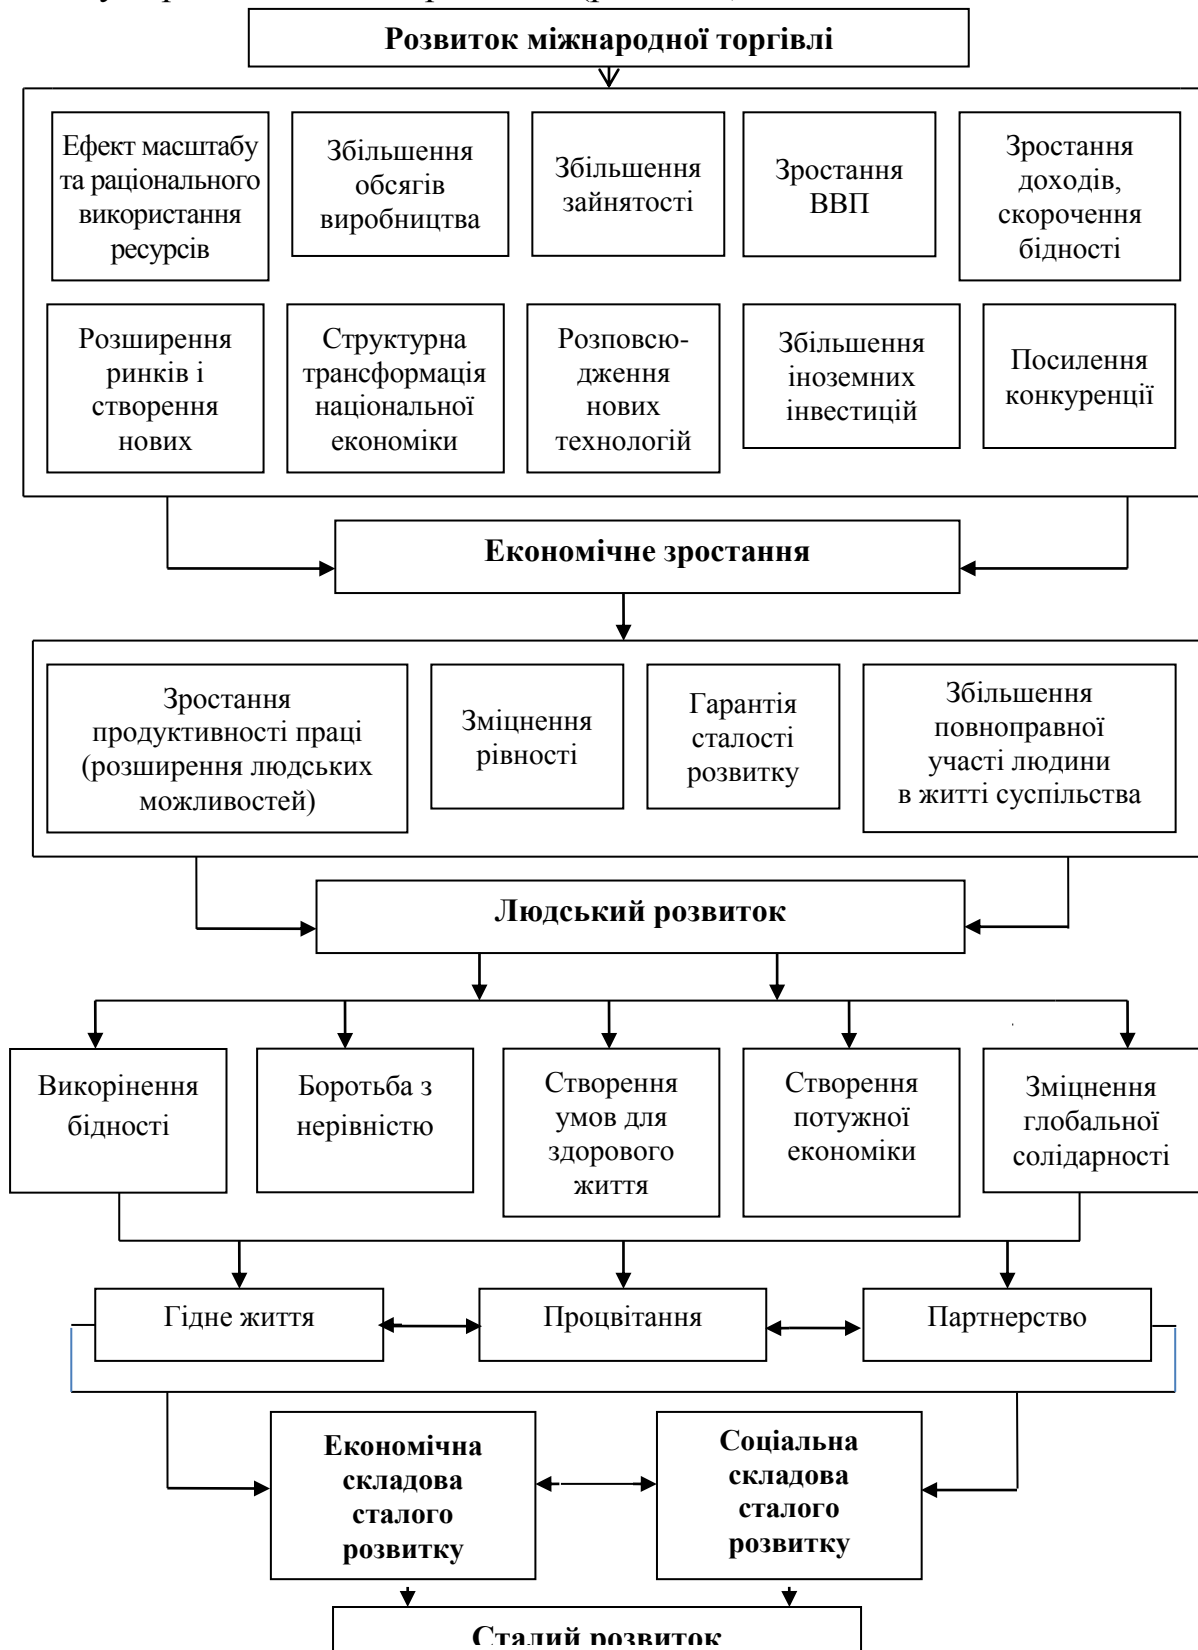 Розвиток міжнародної торгівлі
Ефект масштабу
та раціонального
використання
ресурсів
Збільшення
обсягів
виробництва
Збільшення
зайнятості
Зростання
ВВП
Зростання
доходів,
скорочення
бідності
Розширення
ринків і
створення
нових
Структурна
трансформація
національної
економіки
Розповсю-
дження
нових
технологій
Збільшення
іноземних
інвестицій
Посилення
конкуренції
Економічне зростання
Зростання
продуктивності праці
(розширення людських
можливостей)
Зміцнення
рівності
Гарантія
сталості
розвитку
Збільшення
повноправної
участі людини
в житті суспільства
Людський розвиток
Викорінення
бідності
Боротьба з
нерівністю
Створення
умов для
здорового
життя
Створення
потужної
економіки
Зміцнення
глобальної
солідарності
Гідне життя
Процвітання
Партнерство
Економічна
складова
сталого
розвитку
Соціальна
складова
сталого
розвитку
Сталий розвиток